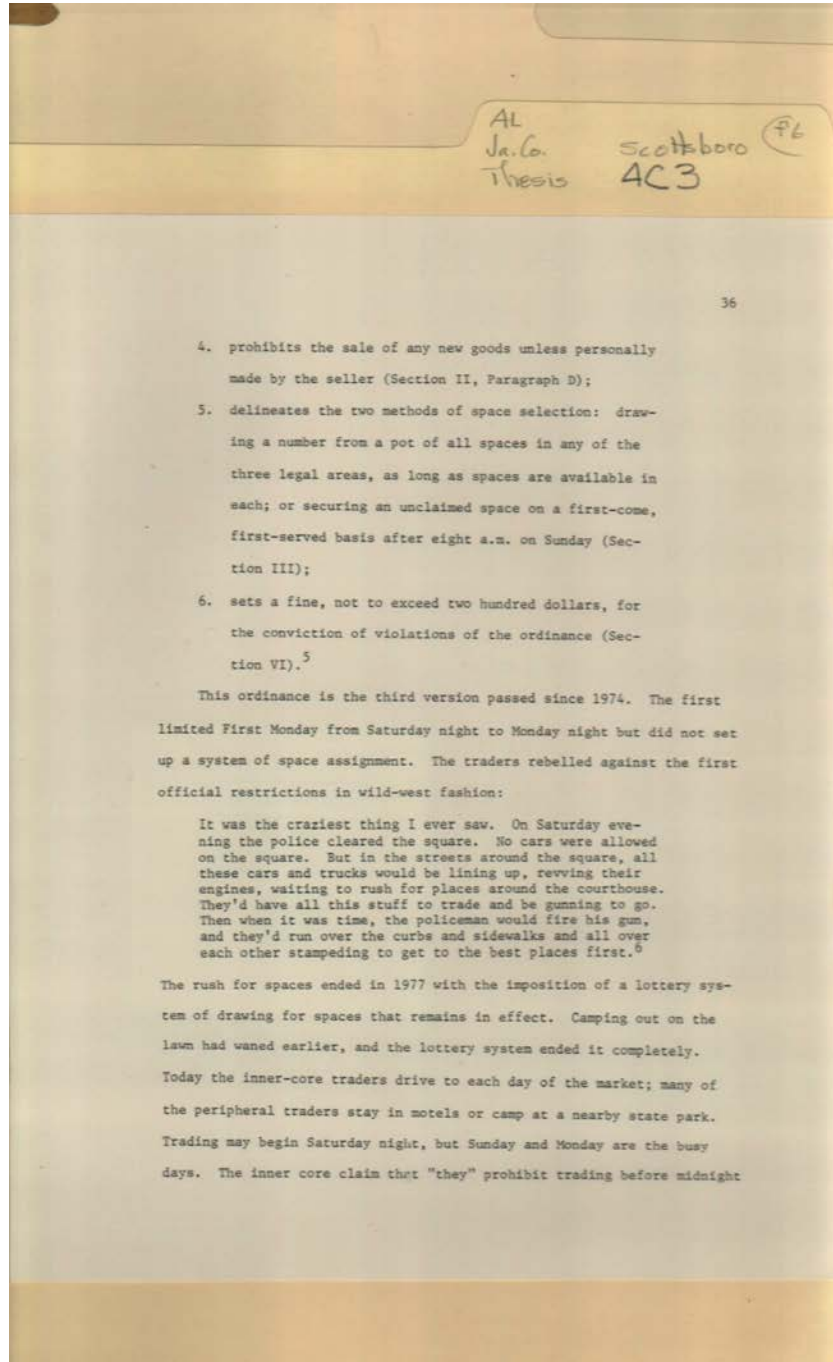 AL
Ja. Co. Scottsboro P6
Thesis 4C3
36
4. prohibits the sale of any new goods unless personally
made by the seller (Section II, Paragraph D);
5. delineates the two methods of space selection: draw-
ing a number from a pot of all spaces in any of the
three legal areas, as long as spaces are available in
each; or securing an unclaimed space on a first-come,
first-served basis after eight a.m. on Sunday (Sec-
tion III);
6. sets a fine, not to exceed two hundred dollars, for
the conviction of violations of the ordinance (Sec-
tion VI).5
This ordinance is the third version passed since 1974. The first
limited First Monday from Saturday night to Monday night but did not set
up a system of space assignment. The traders rebelled against the first
official restrictions in wild-west fashion:
It was the craziest thing I ever saw. On Saturday eve-
ning the police cleared the square. No cars were allowed
on the square. But in the streets around the square, all
these cars and trucks would be lining up, revving their
engines, waiting to rush for places around the courthouse.
They'd have all this stuff to trade and be gunning to go.
Then when it was time, the policeman would fire his gun,
and they'd run over the curbs and sidewalks and all over
each other stampeding to get to the best places first.6
The rush for spaces ended in 1977 with the imposition of a lottery sys-
tem of drawing for spaces that remains in effect. Camping out on the
lawn had waned earlier, and the lottery system ended it completely.
Today the inner-core traders drive to each day of the market; many of
the peripheral traders stay in motels or camp at a nearby state park.
Trading may begin Saturday night, but Sunday and Monday are the busy
days. The inner core claim that "they" prohibit trading before midnight